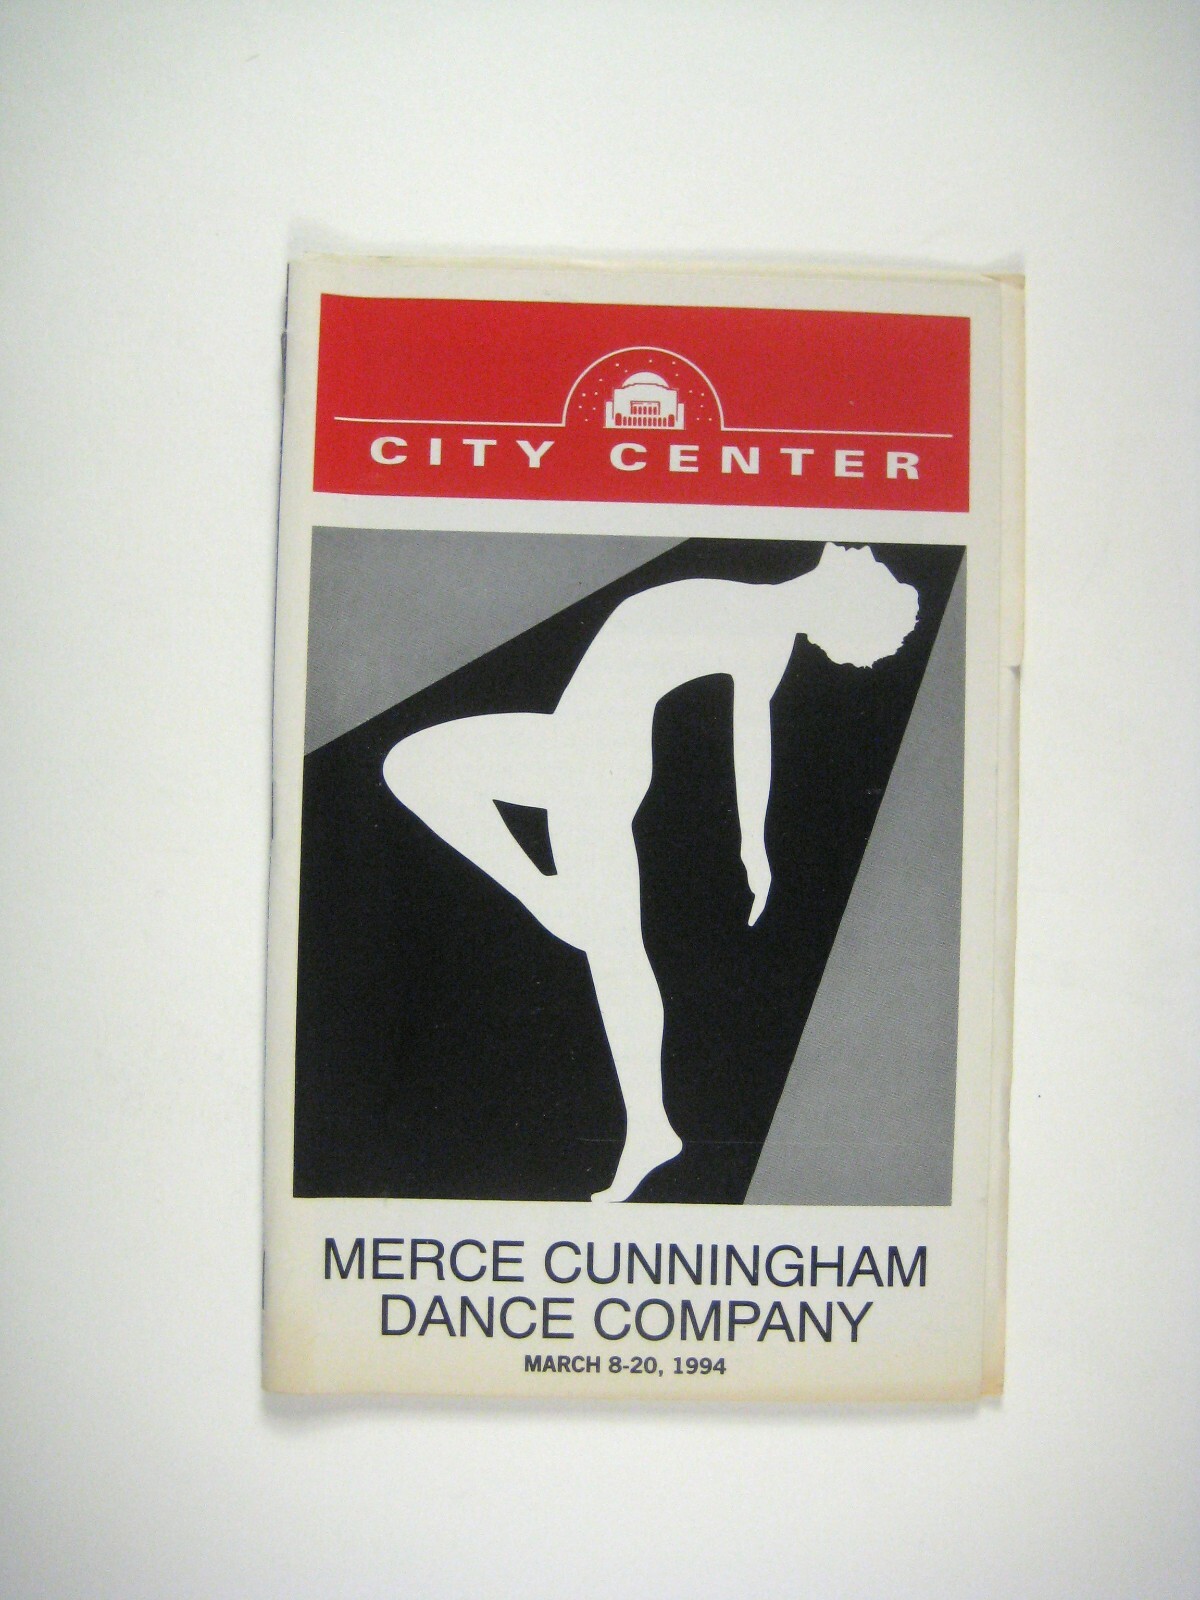 CITY CENTER
MERCE CUNNINGHAM
DANCE COMPANY
MARCH 8-20, 1994